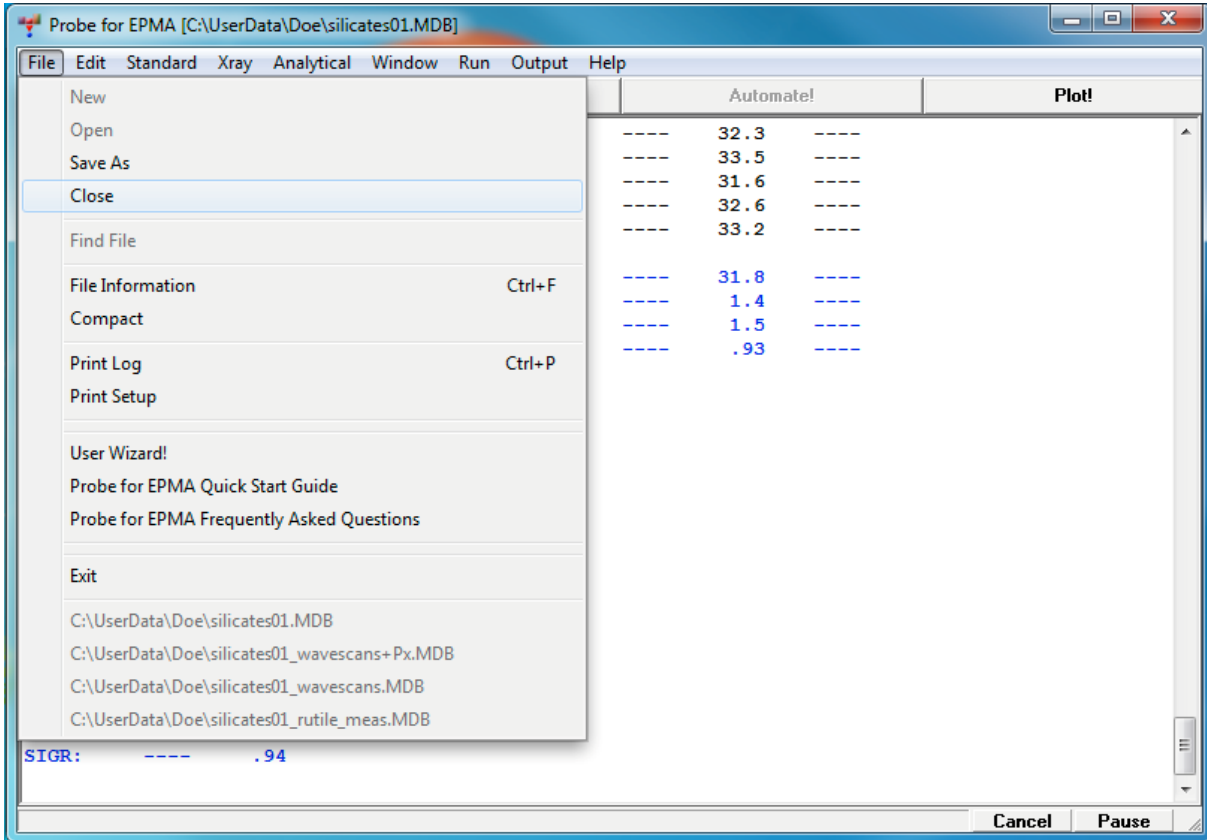 Probe for EPMA [C:\UserData\Doe\silicates01.MDB]
File Edit Standard Xray Analytical Window Run Output Help
Automate! Plot!
New
Open
Save As
Close
Find File
File Information Ctrl+F
Compact
Print Log Ctrl+P
Print Setup
User Wizard!
Probe for EPMA Quick Start Guide
Probe for EPMA Frequently Asked Questions
Exit
C:\UserData\Doe\silicates01.MDB
C:\UserData\Doe\silicates01_wavescans+Px.MDB
C:\UserData\Doe\silicates01_wavescans.MDB
C:\UserData\Doe\silicates01_rutile_meas.MDB
---- 32.3 ----
---- 33.5 ----
---- 31.6 ----
---- 32.6 ----
---- 33.2 ----
---- 31.8 ----
---- 1.4 ----
---- 1.5 ----
---- .93 ----
SIGR: ---- .94
Cancel Pause